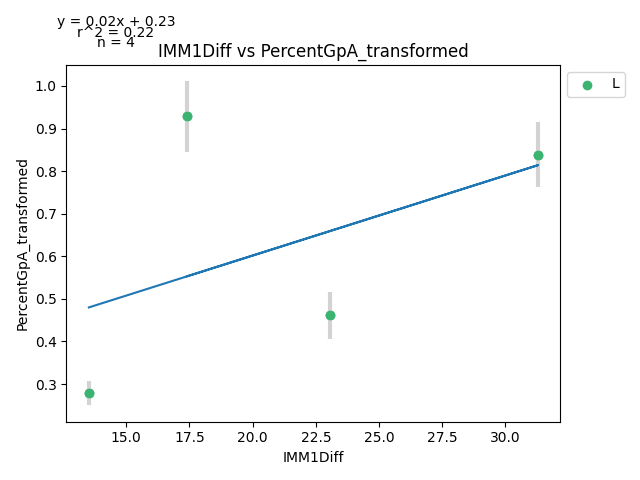 y = 0.02x + 0.23
r^2 = 0.22
n = 4
IMM1Diff vs PercentGpA_transformed
L
1.0
0.9
0.8
0.7
0.6
0.5
0.4
0.3
PercentGpA_transformed
15.0 17.5 20.0 22.5 25.0 27.5 30.0
IMM1Diff